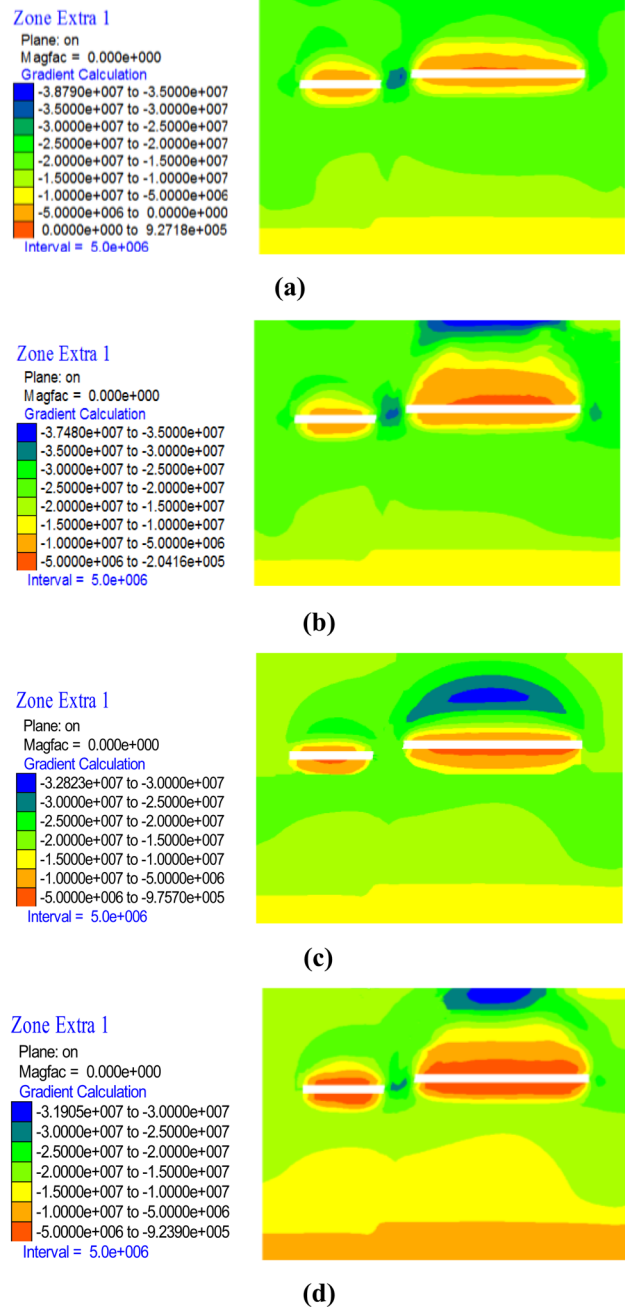 Zone Extra 1
Plane: on
Magfac = 0.000e+000
Gradient Calculation
-3.8790e+007 to -3.5000e+007
-3.5000e+007 to -3.0000e+007
-3.0000e+007 to -2.5000e+007
-2.5000e+007 to -2.0000e+007
-2.0000e+007 to -1.5000e+007
-1.5000e+007 to -1.0000e+007
-1.0000e+007 to -5.0000e+006
-5.0000e+006 to 0.0000e+000
0.0000e+000 to 9.2718e+005
Interval = 5.0e+006
(a)
Zone Extra 1
Plane: on
Magfac = 0.000e+000
Gradient Calculation
-3.7480e+007 to -3.5000e+007
-3.5000e+007 to -3.0000e+007
-3.0000e+007 to -2.5000e+007
-2.5000e+007 to -2.0000e+007
-2.0000e+007 to -1.5000e+007
-1.5000e+007 to -1.0000e+007
-1.0000e+007 to -5.0000e+006
-5.0000e+006 to -2.0416e+005
Interval = 5.0e+006
(b)
Zone Extra 1
Plane: on
Magfac = 0.000e+000
Gradient Calculation
-3.2823e+007 to -3.0000e+007
-3.0000e+007 to -2.5000e+007
-2.5000e+007 to -2.0000e+007
-2.0000e+007 to -1.5000e+007
-1.5000e+007 to -1.0000e+007
-1.0000e+007 to -5.0000e+006
-5.0000e+006 to -9.7570e+005
Interval = 5.0e+006
(c)
Zone Extra 1
Plane: on
Magfac = 0.000e+000
Gradient Calculation
-3.1905e+007 to -3.0000e+007
-3.0000e+007 to -2.5000e+007
-2.5000e+007 to -2.0000e+007
-2.0000e+007 to -1.5000e+007
-1.5000e+007 to -1.0000e+007
-1.0000e+007 to -5.0000e+006
-5.0000e+006 to -9.2390e+005
Interval = 5.0e+006
(d)